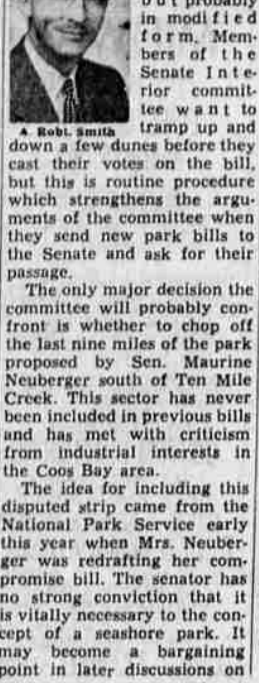 but probably
in modified
form. Mem-
bers of the
Senate Inte-
rior commit-
tee want to
A. Robt. Smith
tramp up and
down a few dunes before they
cast their votes on the bill,
but this is routine procedure
which strengthens the argu-
ments of the committee when
they send new park bills to
the Senate and ask for their
passage.
The only major decision the
committee will probably con-
front is whether to chop off
the last nine miles of the park
proposed by Sen. Maurine
Neuberger south of Ten Mile
Creek. This sector has never
been included in previous bills
and has met with criticism
from industrial interests in
the Coos Bay area.
The idea for including this
disputed strip came from the
National Park Service early
this year when Mrs. Neuber-
ger was redrafting her com-
promise bill. The senator has
no strong conviction that it
is vitally necessary to the con-
cept of a seashore park. It
may become a bargaining
point in later discussions on